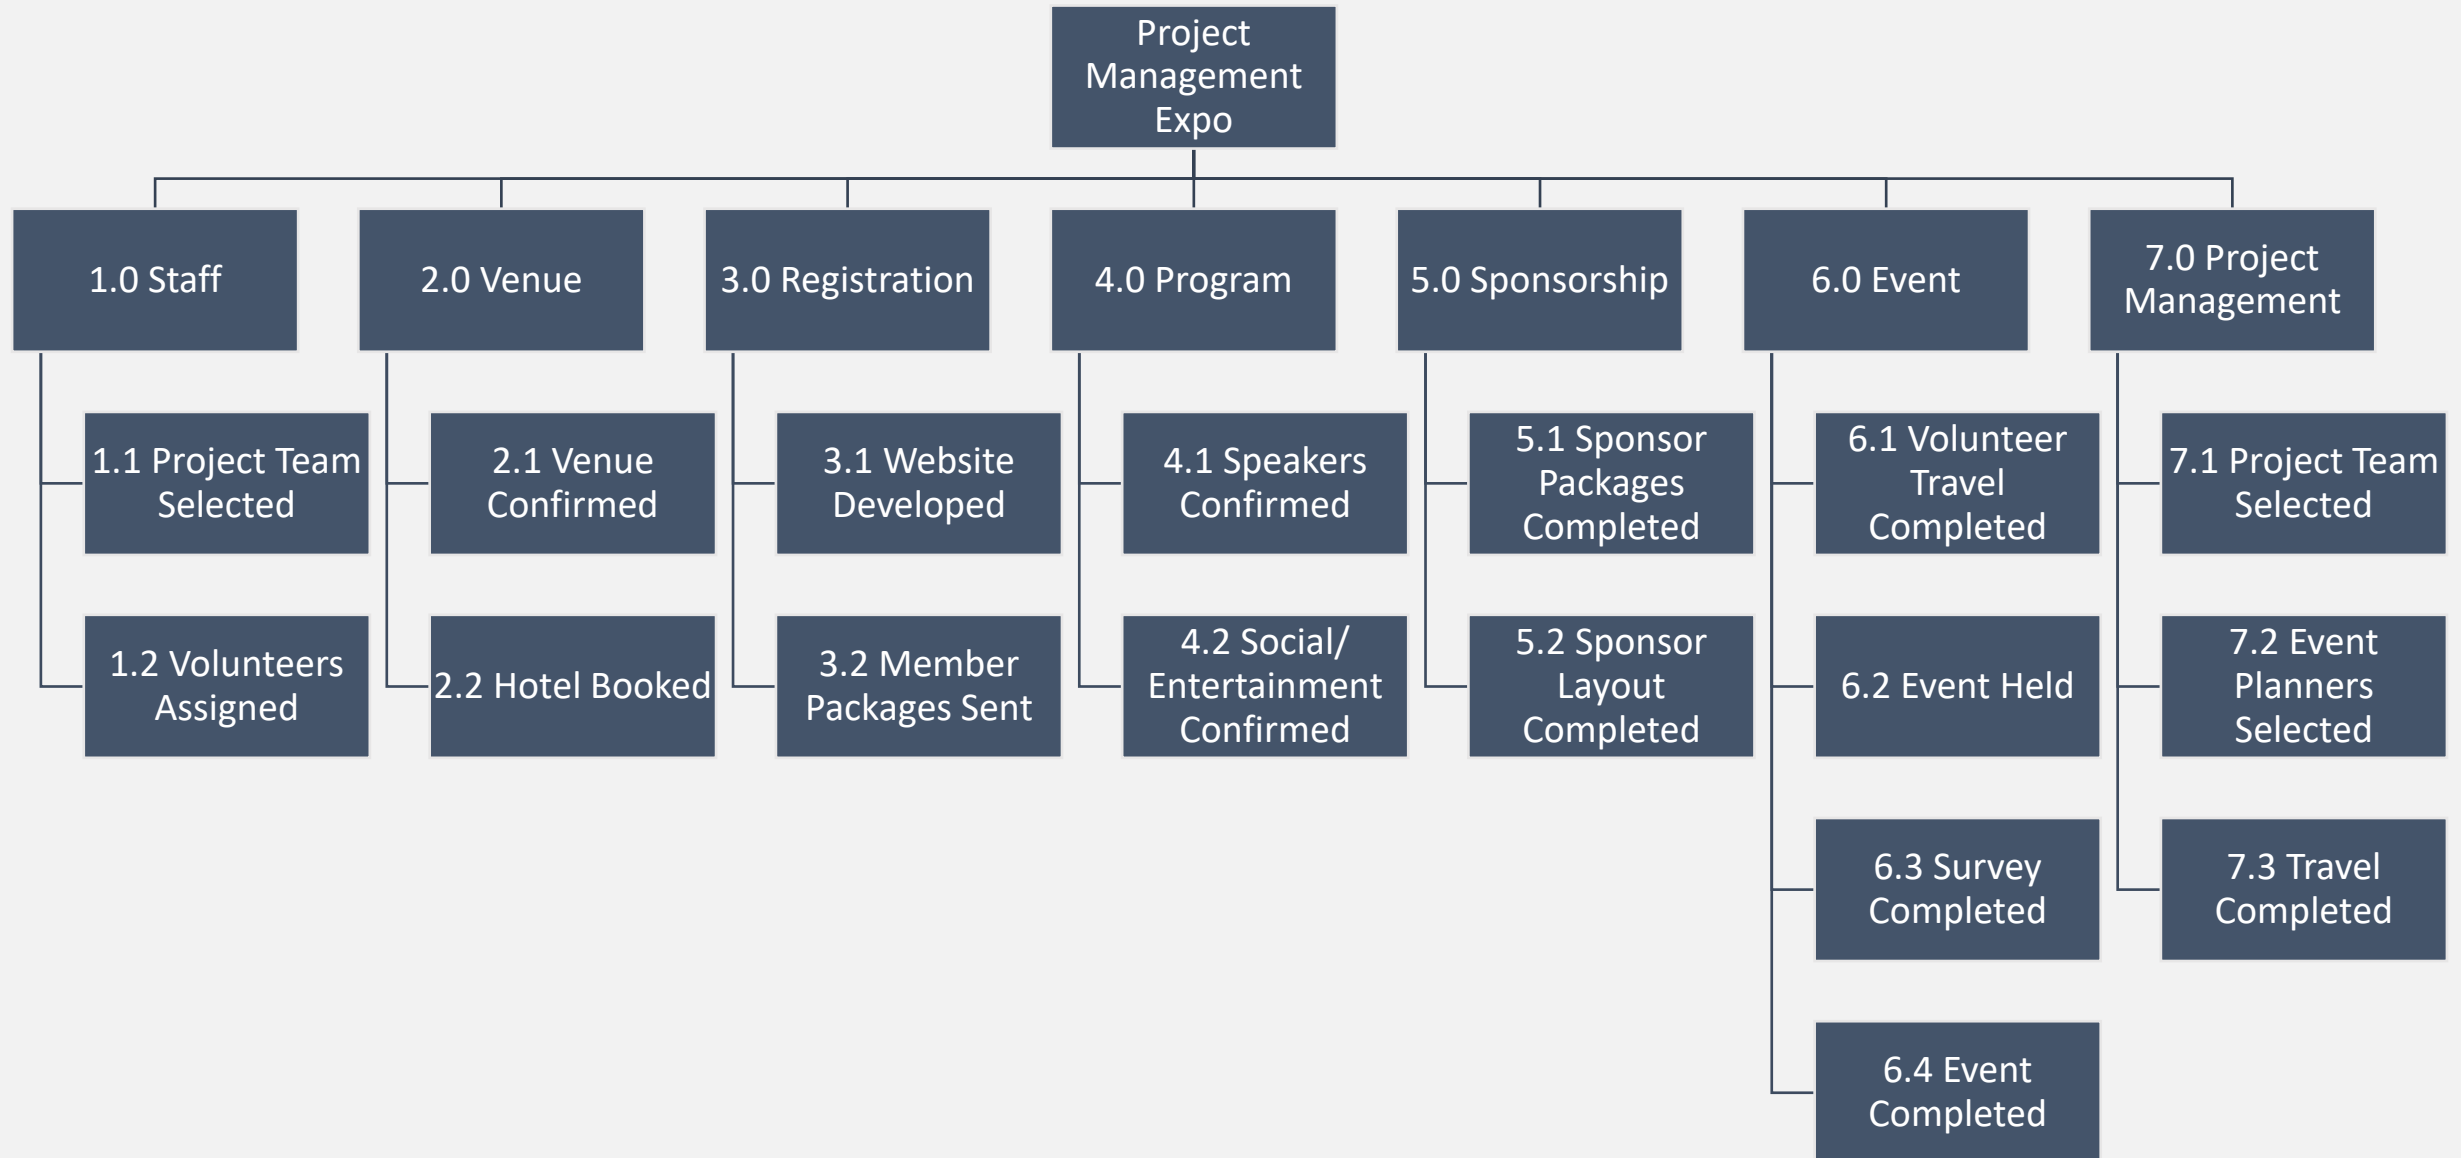 Project
Management
Expo
1.0 Staff
2.0 Venue
3.0 Registration
4.0 Program
5.0 Sponsorship
6.0 Event
7.0 Project
Management
1.1 Project Team
Selected
1.2 Volunteers
Assigned
2.1 Venue
Confirmed
2.2 Hotel Booked
3.1 Website
Developed
3.2 Member
Packages Sent
4.1 Speakers
Confirmed
4.2 Social/
Entertainment
Confirmed
5.1 Sponsor
Packages
Completed
5.2 Sponsor
Layout
Completed
6.1 Volunteer
Travel
Completed
6.2 Event Held
6.3 Survey
Completed
6.4 Event
Completed
7.1 Project Team
Selected
7.2 Event
Planners
Selected
7.3 Travel
Completed